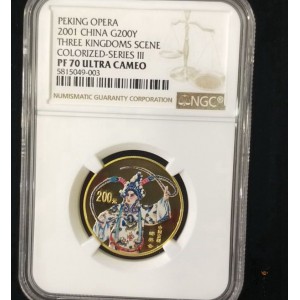 PEKING OPERA
2001 CHINA G200Y
THREE KINGDOMS SCENE
COLORIZED-SERIES III
PF 70 ULTRA CAMEO
5815049-003
NUMISMATIC GUARANTY CORPORATION
NGC
200元